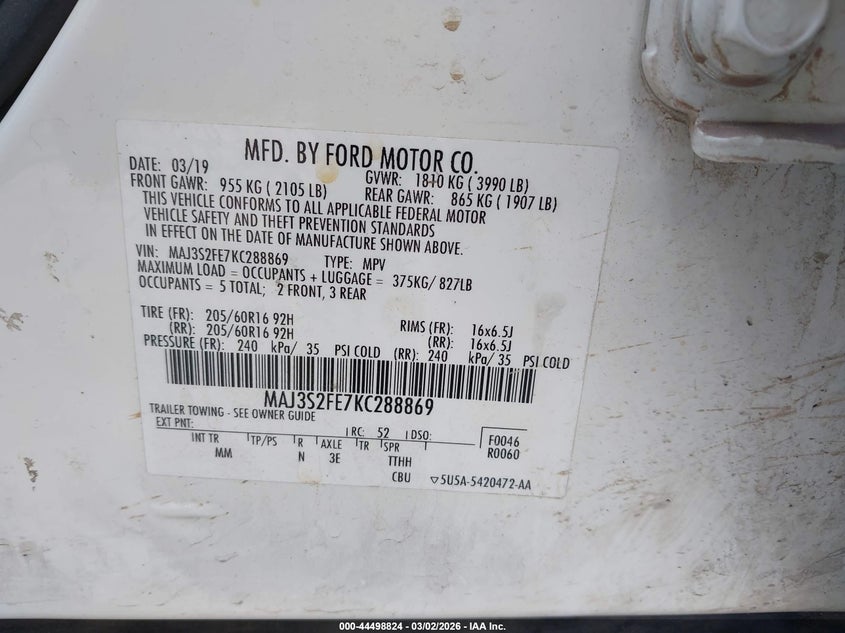 MFD. BY FORD MOTOR CO.
DATE: 03/19
GVWR: 1810 KG ( 3990 LB)
FRONT GAWR: 955 KG ( 2105 LB)
REAR GAWR: 865 KG ( 1907 LB)
THIS VEHICLE CONFORMS TO ALL APPLICABLE FEDERAL MOTOR
VEHICLE SAFETY AND THEFT PREVENTION STANDARDS
IN EFFECT ON THE DATE OF MANUFACTURE SHOWN ABOVE.
VIN: MAJ3S2FE7KC288869 TYPE: MPV
MAXIMUM LOAD = OCCUPANTS + LUGGAGE = 375KG/ 827LB
OCCUPANTS = 5 TOTAL; 2 FRONT, 3 REAR
TIRE (FR): 205/60R16 92H RIMS (FR): 16x6.5J
(RR): 205/60R16 92H (RR): 16x6.5J
PRESSURE (FR): 240 kPa/ 35 PSI COLD (RR): 240 kPa/ 35 PSI COLD
MAJ3S2FE7KC288869
TRAILER TOWING - SEE OWNER GUIDE
EXT PNT: RC: 52 DSO: F0046
INT TR TP/PS R AXLE TR SPR R0060
MM N 3E TTHH
CBU 5U5A-5420472-AA
000-44498824 - 03/02/2026 - IAA Inc.